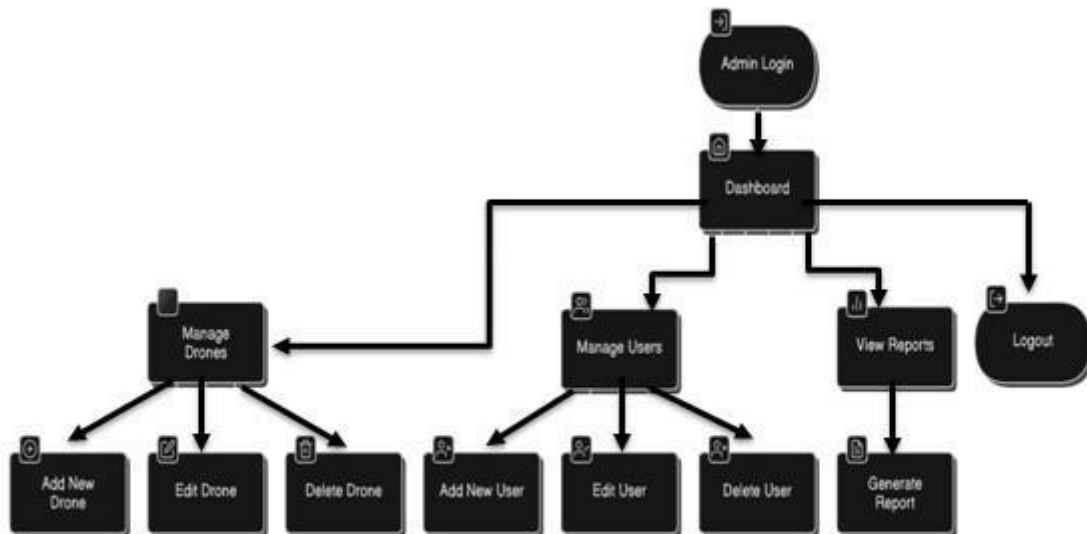 Admin Login
Dashboard
Manage
Drones
Manage Users
View Reports
Logout
Add New
Drone
Edit Drone
Delete Drone
Add New User
Edit User
Delete User
Generate
Report